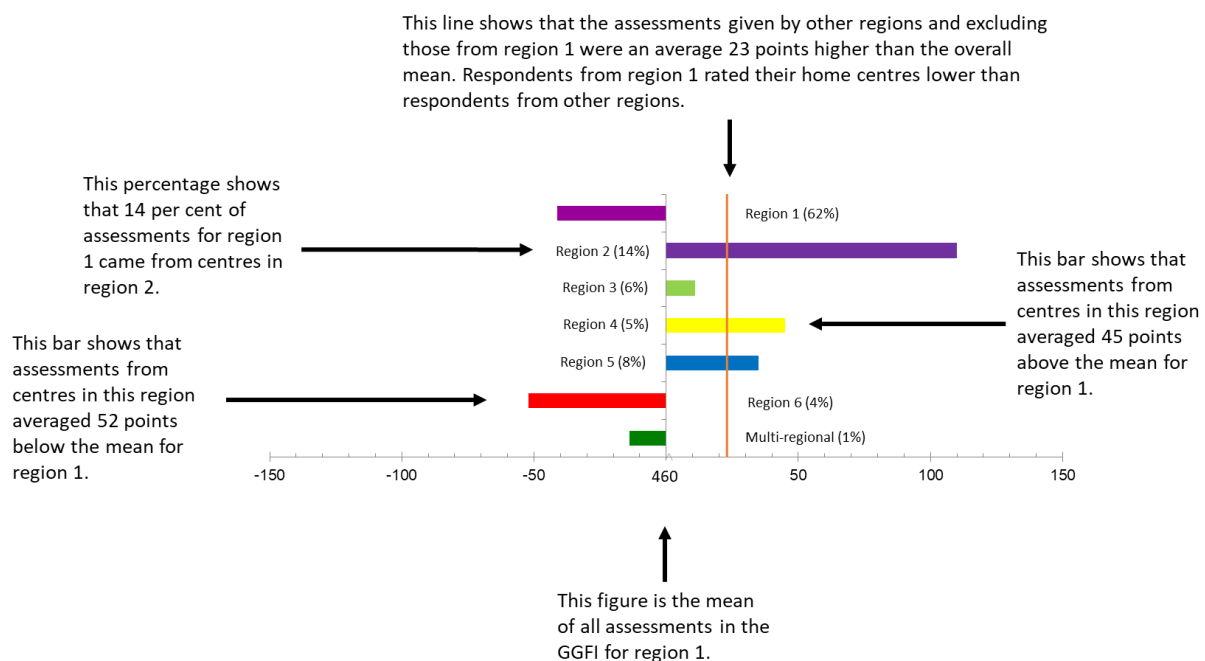 This line shows that the assessments given by other regions and excluding
those from region 1 were an average 23 points higher than the overall
mean. Respondents from region 1 rated their home centres lower than
respondents from other regions.
This percentage shows
that 14 per cent of
assessments for region
1 came from centres in
region 2.
This bar shows that
assessments from
centres in this region
averaged 52 points
below the mean for
region 1.
Region 1 (62%)
Region 2 (14%)
Region 3 (6%)
Region 4 (5%)
Region 5 (8%)
Region 6 (4%)
Multi-regional (1%)
This bar shows that
assessments from
centres in this region
averaged 45 points
above the mean for
region 1.
-150 -100 -50 460 50 100 150
This figure is the mean
of all assessments in the
GGFI for region 1.